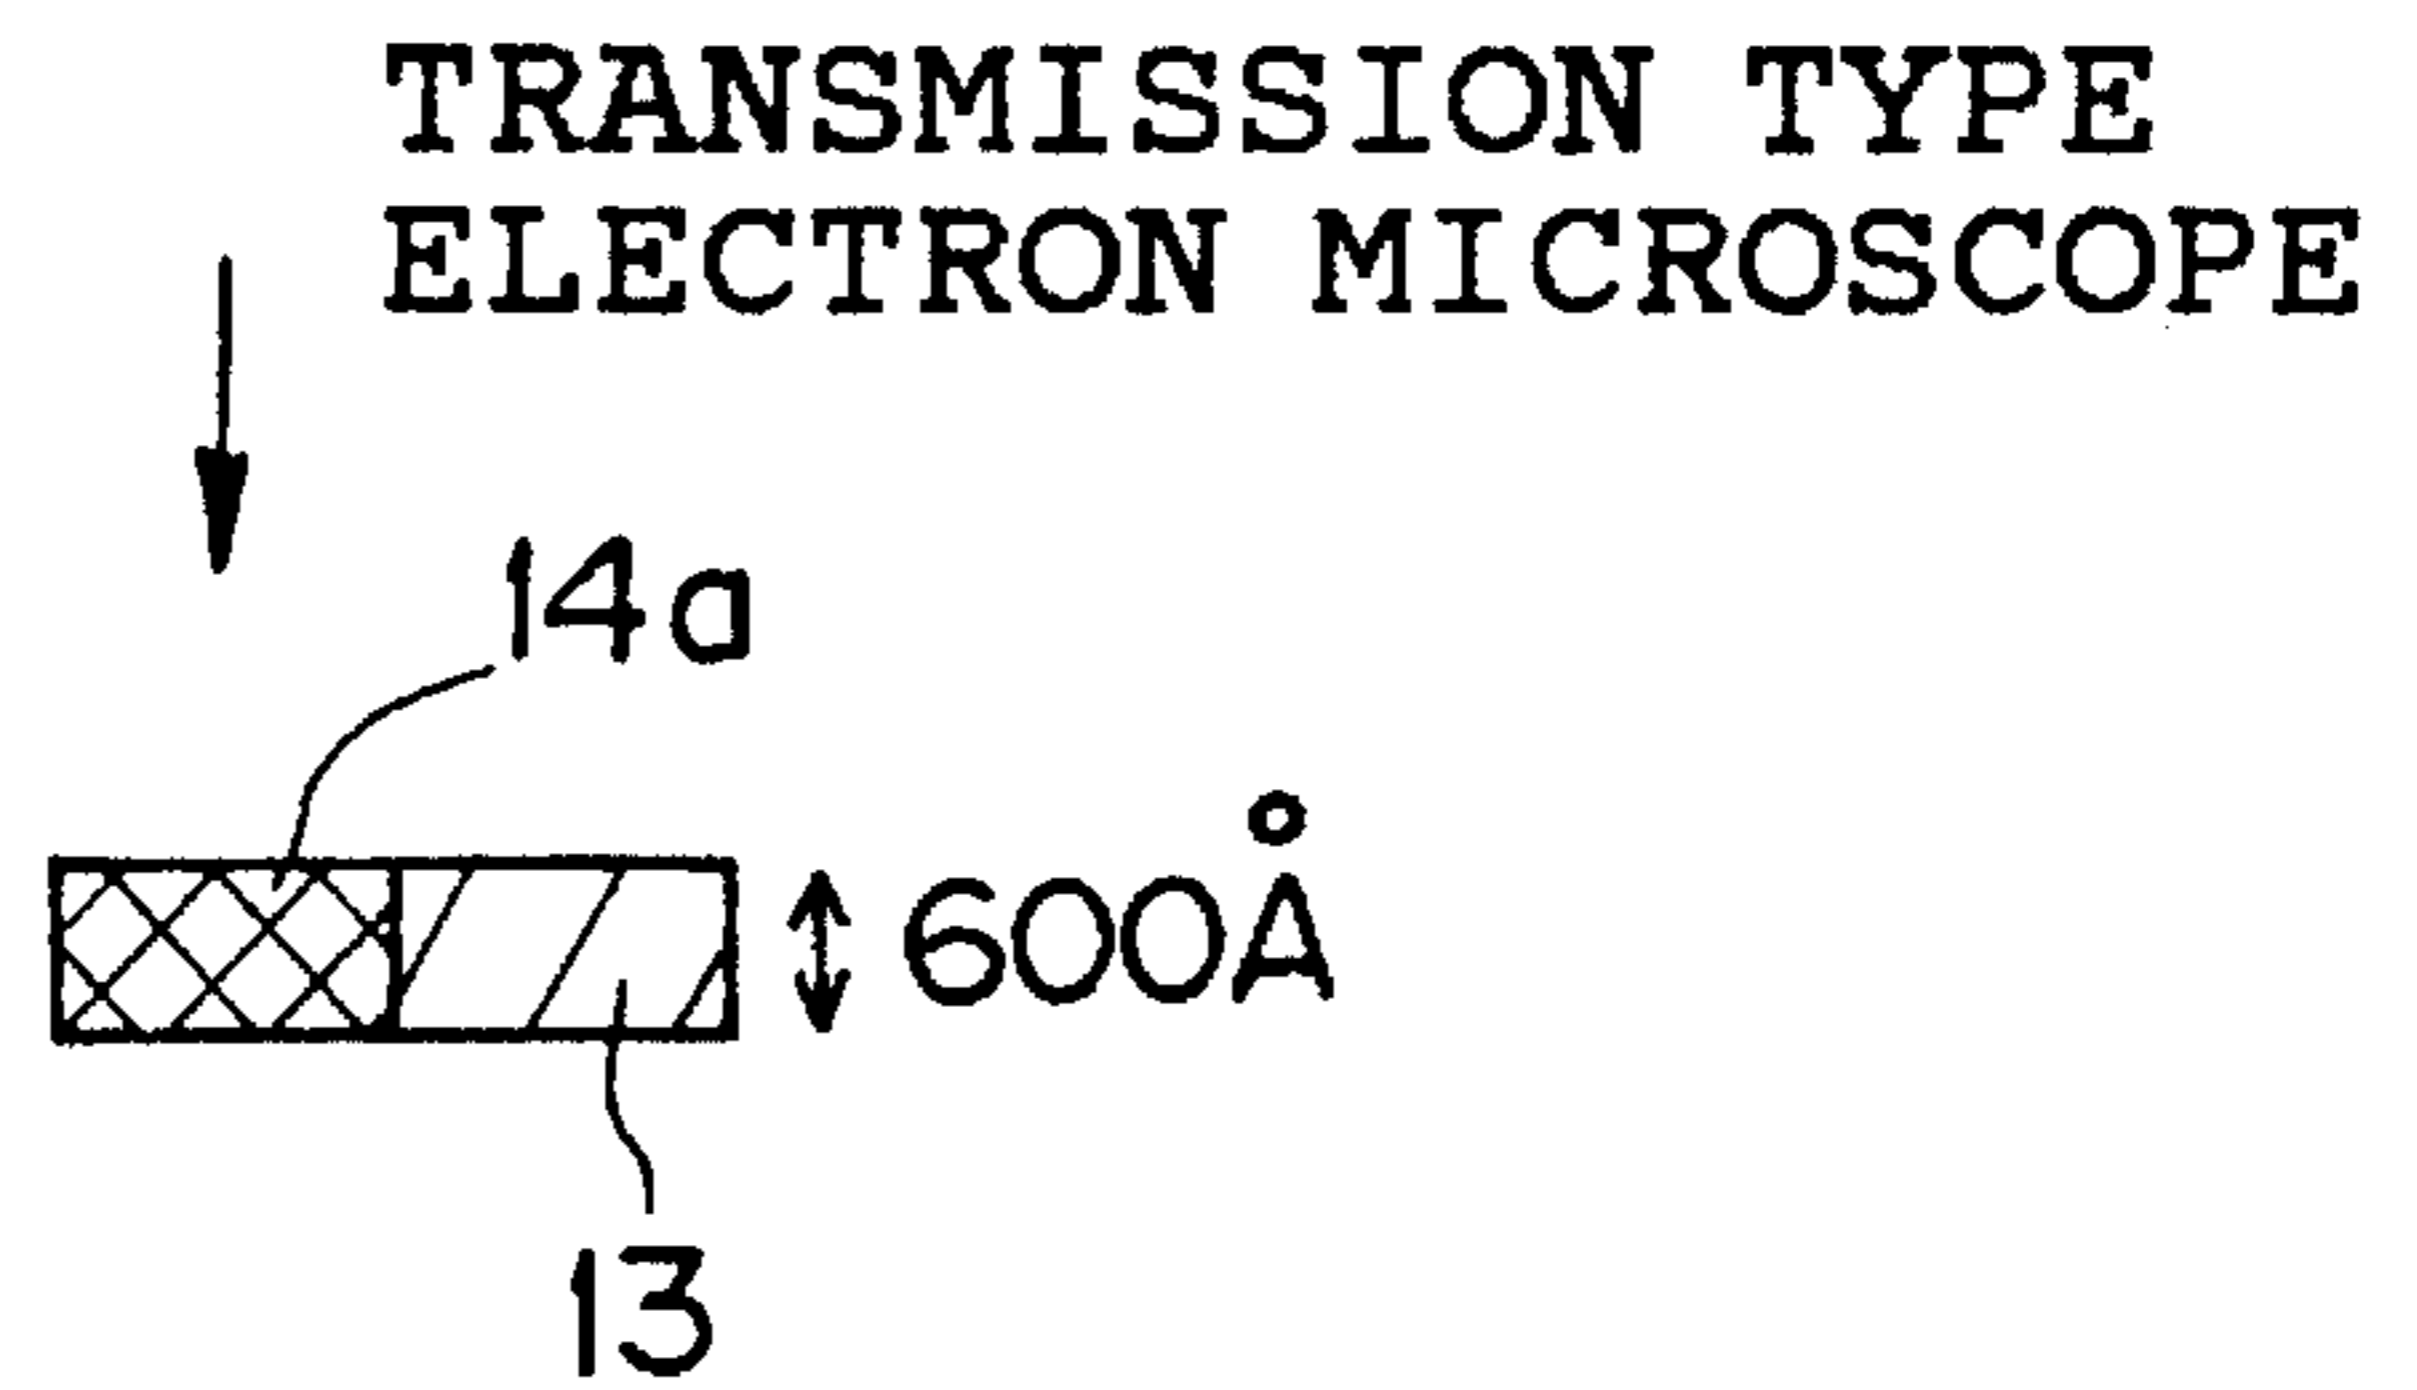 TRANSMISSION TYPE
ELECTRON MICROSCOPE
14a
600Å
13